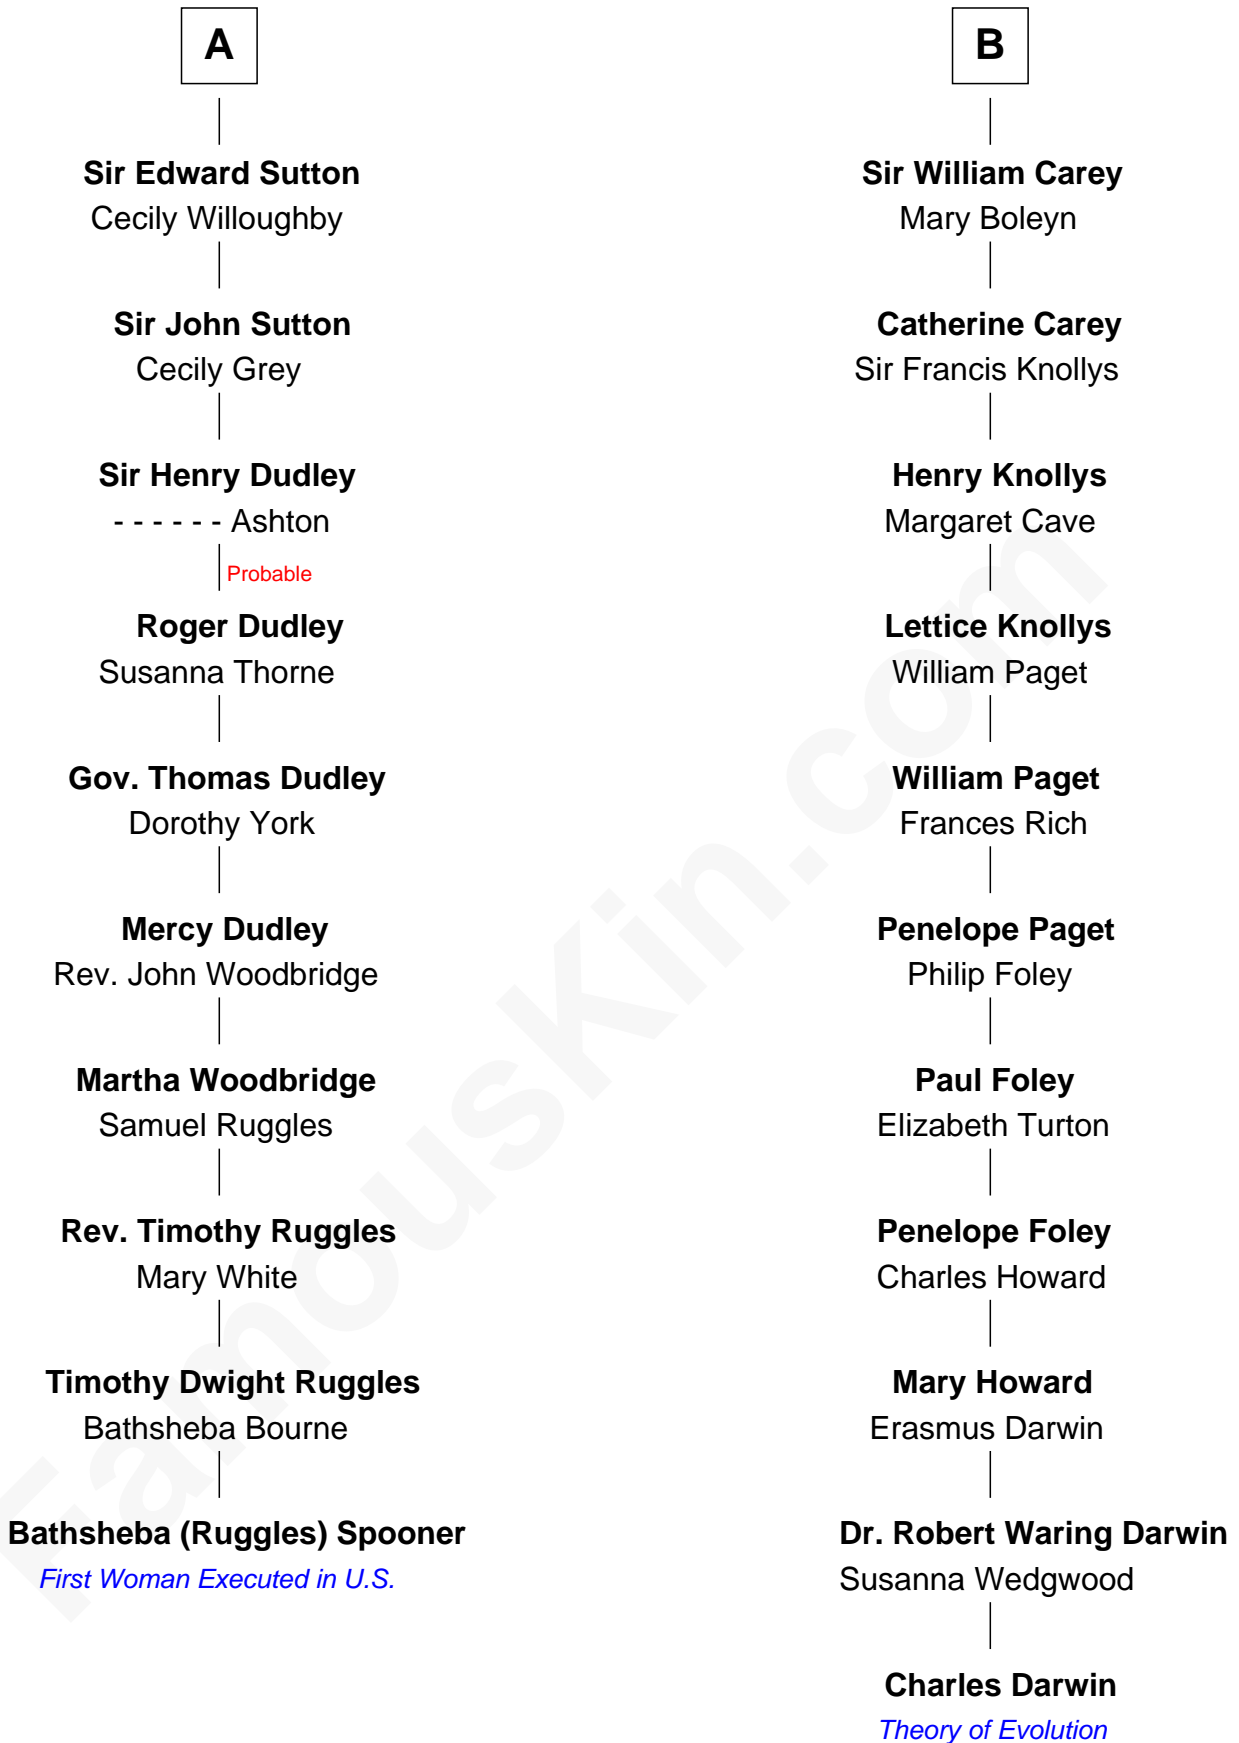 A
Sir Edward Sutton
Cecily Willoughby
Sir John Sutton
Cecily Grey
Sir Henry Dudley
- - - - - - Ashton
Probable
Roger Dudley
Susanna Thorne
Gov. Thomas Dudley
Dorothy York
Mercy Dudley
Rev. John Woodbridge
Martha Woodbridge
Samuel Ruggles
Rev. Timothy Ruggles
Mary White
Timothy Dwight Ruggles
Bathsheba Bourne
Bathsheba (Ruggles) Spooner
First Woman Executed in U.S.
B
Sir William Carey
Mary Boleyn
Catherine Carey
Sir Francis Knollys
Henry Knollys
Margaret Cave
Lettice Knollys
William Paget
William Paget
Frances Rich
Penelope Paget
Philip Foley
Paul Foley
Elizabeth Turton
Penelope Foley
Charles Howard
Mary Howard
Erasmus Darwin
Dr. Robert Waring Darwin
Susanna Wedgwood
Charles Darwin
Theory of Evolution
FamousKin.com